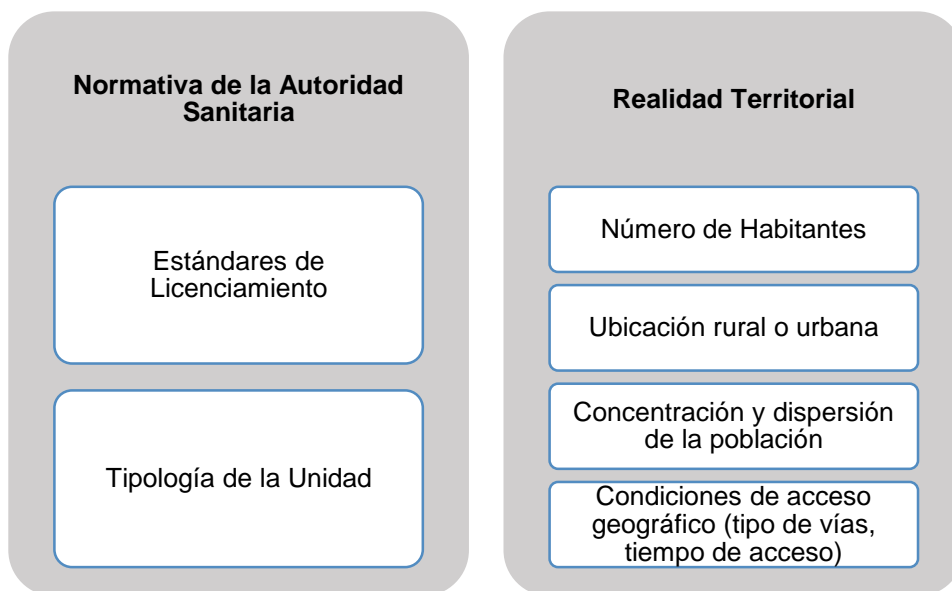 Normativa de la Autoridad
Sanitaria
Estándares de
Licenciamiento
Tipología de la Unidad
Realidad Territorial
Número de Habitantes
Ubicación rural o urbana
Concentración y dispersión
de la población
Condiciones de acceso
geográfico (tipo de vías,
tiempo de acceso)